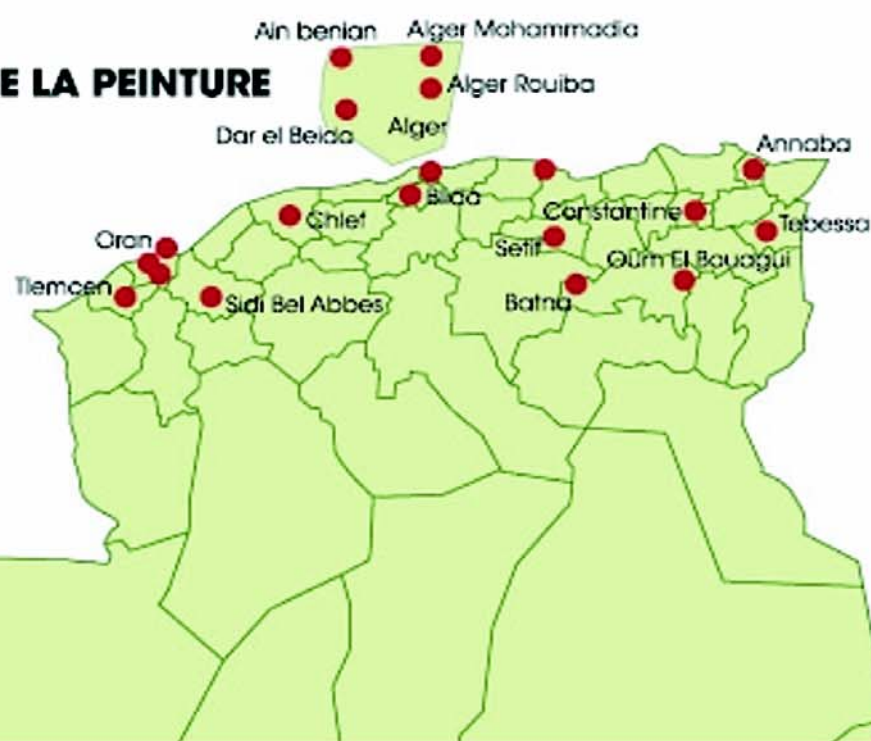 Ain benian
Alger Mohammadia
E LA PEINTURE
Alger Rouiba
Dar el Beida
Alger
Annaba
Blida
Constantine
Chlef
Tebessa
Oran
Setif
Oum El Bouagui
Tlemcen
Sidi Bel Abbes
Batna